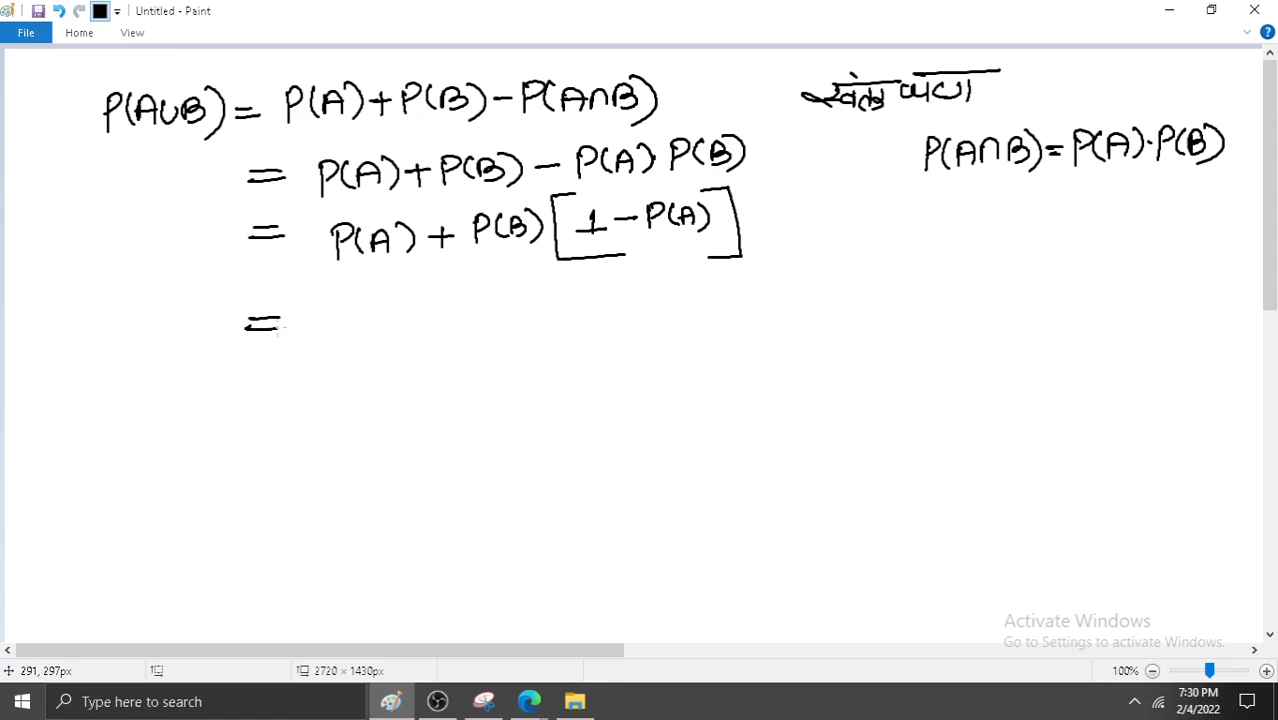 Untitled - Paint
File Home View
P(A∪B) = P(A)+P(B)-P(A∩B)
= P(A)+P(B) - P(A)·P(B)
= P(A) + P(B) [1 - P(A)]
=
P(A∩B) = P(A)·P(B)
Activate Windows
Go to Settings to activate Windows.
291, 297px
2720 × 1430px
100%
Type here to search
7:30 PM
2/4/2022